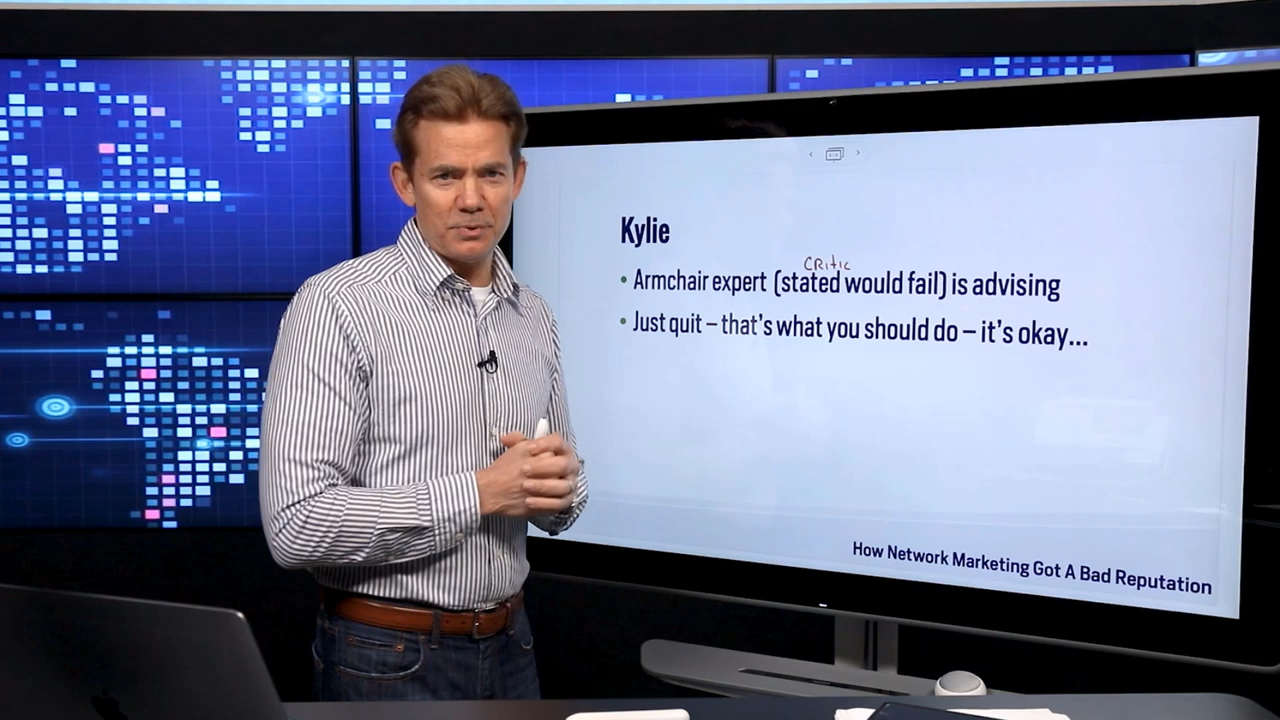 Kylie
CRitic
• Armchair expert (stated would fail) is advising
• Just quit – that's what you should do – it's okay...
How Network Marketing Got A Bad Reputation